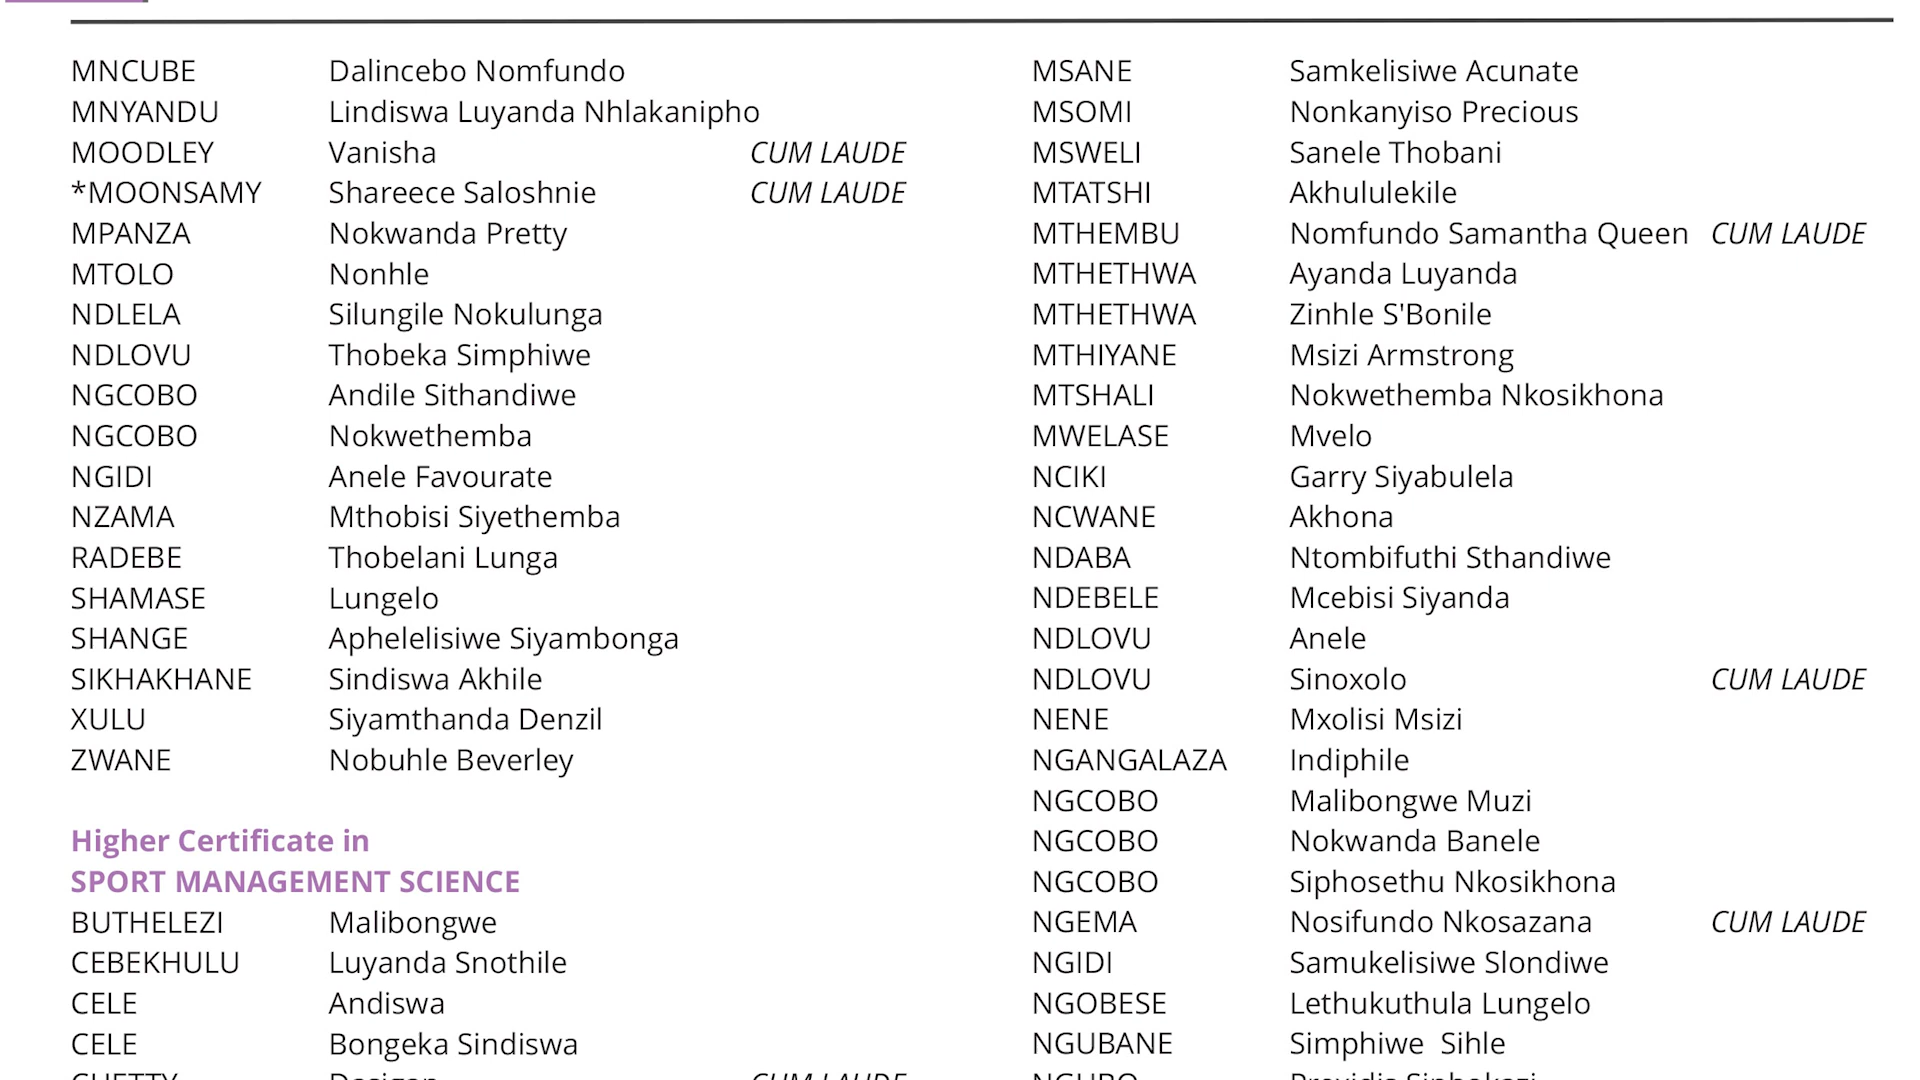 MNCUBE Dalincebo Nomfundo
MNYANDU Lindiswa Luyanda Nhlakanipho
MOODLEY Vanisha CUM LAUDE
*MOONSAMY Shareece Saloshnie CUM LAUDE
MPANZA Nokwanda Pretty
MTOLO Nonhle
NDLELA Silungile Nokulunga
NDLOVU Thobeka Simphiwe
NGCOBO Andile Sithandiwe
NGCOBO Nokwethemba
NGIDI Anele Favourate
NZAMA Mthobisi Siyethemba
RADEBE Thobelani Lunga
SHAMASE Lungelo
SHANGE Aphelelisiwe Siyambonga
SIKHAKHANE Sindiswa Akhile
XULU Siyamthanda Denzil
ZWANE Nobuhle Beverley
Higher Certificate in
SPORT MANAGEMENT SCIENCE
BUTHELEZI Malibongwe
CEBEKHULU Luyanda Snothile
CELE Andiswa
CELE Bongeka Sindiswa
CHETTY CUM LAUDE
MSANE Samkelisiwe Acunate
MSOMI Nonkanyiso Precious
MSWELI Sanele Thobani
MTATSHI Akhululekile
MTHEMBU Nomfundo Samantha Queen CUM LAUDE
MTHETHWA Ayanda Luyanda
MTHETHWA Zinhle S'Bonile
MTHIYANE Msizi Armstrong
MTSHALI Nokwethemba Nkosikhona
MWELASE Mvelo
NCIKI Garry Siyabulela
NCWANE Akhona
NDABA Ntombifuthi Sthandiwe
NDEBELE Mcebisi Siyanda
NDLOVU Anele
NDLOVU Sinoxolo CUM LAUDE
NENE Mxolisi Msizi
NGANGALAZA Indiphile
NGCOBO Malibongwe Muzi
NGCOBO Nokwanda Banele
NGCOBO Siphosethu Nkosikhona
NGEMA Nosifundo Nkosazana CUM LAUDE
NGIDI Samukelisiwe Slondiwe
NGOBESE Lethukuthula Lungelo
NGUBANE Simphiwe  Sihle